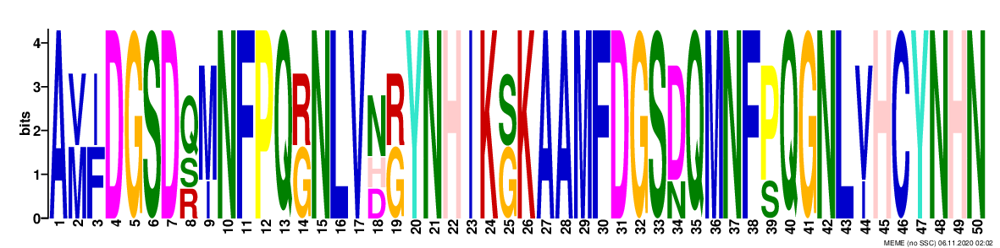 bits
4
3
2
1
0
AVIDGSDQMNFPQRNLVNRYNHIKSKAAMFDGSDQMNFPQGNLVHCYNHN
MFSIGHGGNSI
RD
1 2 3 4 5 6 7 8 9 10 11 12 13 14 15 16 17 18 19 20 21 22 23 24 25 26 27 28 29 30 31 32 33 34 35 36 37 38 39 40 41 42 43 44 45 46 47 48 49 50
MEME (no SSC) 06.11.2020 02:02